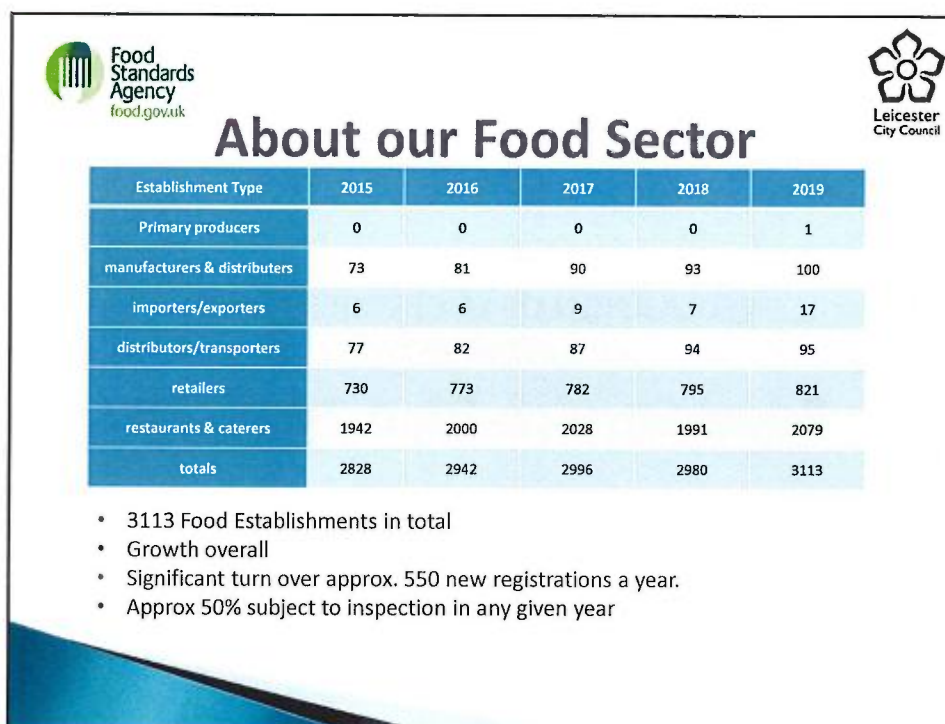 Food
Standards
Agency
food.gov.uk
Leicester
City Council
About our Food Sector
Establishment Type 2015 2016 2017 2018 2019
Primary producers 0 0 0 0 1
manufacturers & distributers 73 81 90 93 100
importers/exporters 6 6 9 7 17
distributors/transporters 77 82 87 94 95
retailers 730 773 782 795 821
restaurants & caterers 1942 2000 2028 1991 2079
totals 2828 2942 2996 2980 3113
• 3113 Food Establishments in total
• Growth overall
• Significant turn over approx. 550 new registrations a year.
• Approx 50% subject to inspection in any given year